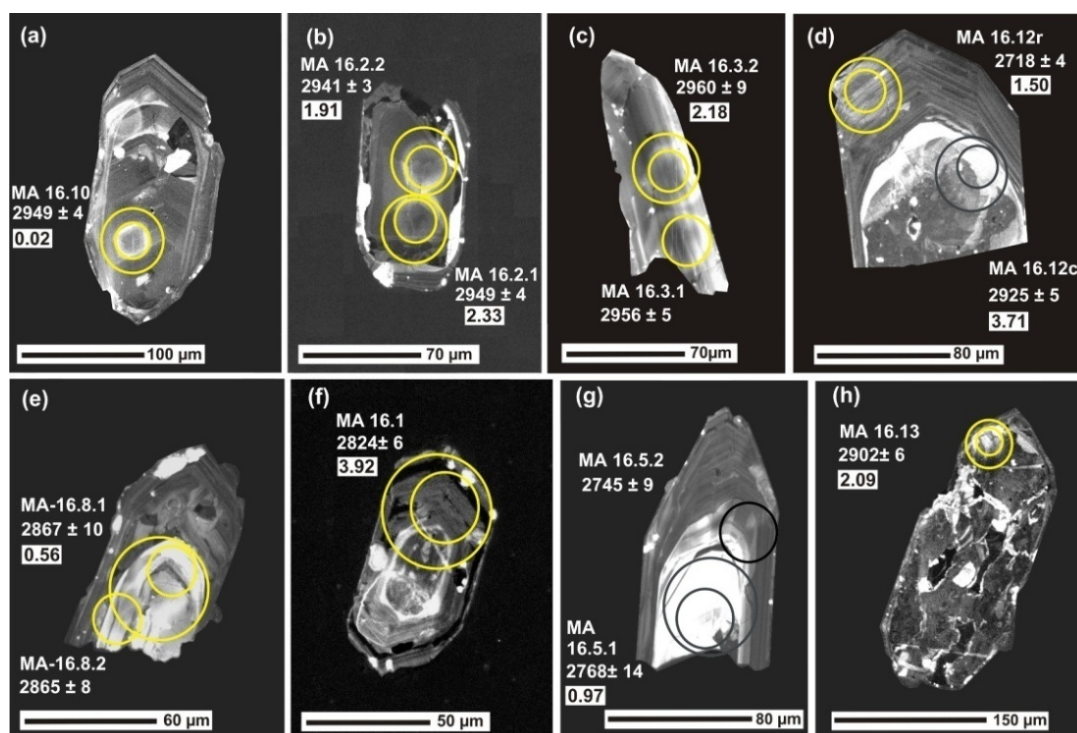 (a)
MA 16.10
2949 ± 4
0.02
100 µm
(b)
MA 16.2.2
2941 ± 3
1.91
MA 16.2.1
2949 ± 4
2.33
70 µm
(c)
MA 16.3.2
2960 ± 9
2.18
MA 16.3.1
2956 ± 5
70µm
(d)
MA 16.12r
2718 ± 4
1.50
MA 16.12c
2925 ± 5
3.71
80 µm
(e)
MA-16.8.1
2867 ± 10
0.56
MA-16.8.2
2865 ± 8
60 µm
(f)
MA 16.1
2824± 6
3.92
50 µm
(g)
MA 16.5.2
2745 ± 9
MA
16.5.1
2768± 14
0.97
80 µm
(h)
MA 16.13
2902± 6
2.09
150 µm